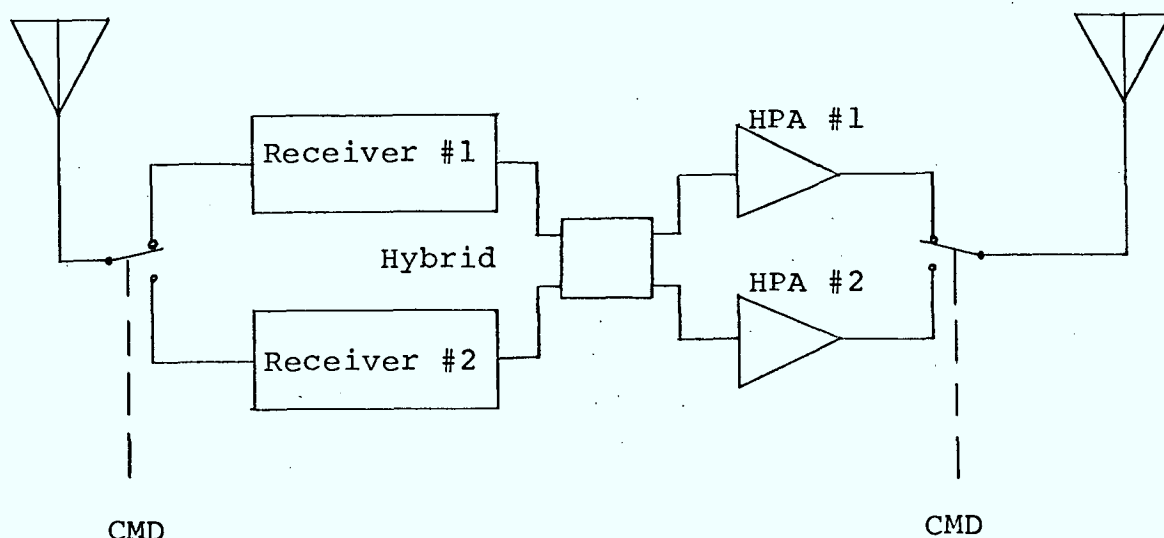 HPA #1
Receiver #1
Hybrid
HPA #2
Receiver #2
CMD
CMD